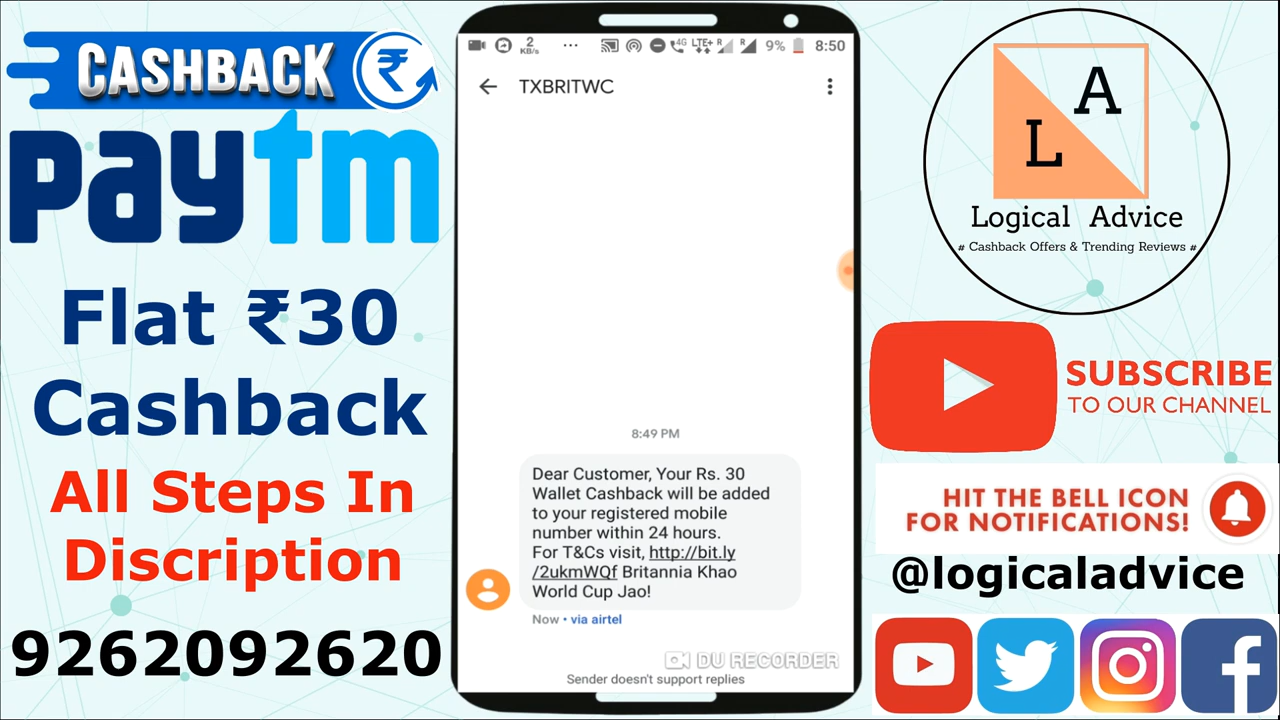 CASHBACK ₹
paytm
Flat ₹30
Cashback
All Steps In
Discription
9262092620
2
KB/s
...
4G
LTE+
R
R
9%
8:50
TXBRITWC
8:49 PM
Dear Customer, Your Rs. 30
Wallet Cashback will be added
to your registered mobile
number within 24 hours.
For T&Cs visit, http://bit.ly
/2ukmWQf Britannia Khao
World Cup Jao!
Now • via airtel
DU RECORDER
Sender doesn't support replies
A
L
Logical Advice
# Cashback Offers & Trending Reviews #
SUBSCRIBE
TO OUR CHANNEL
HIT THE BELL ICON
FOR NOTIFICATIONS!
@logicaladvice
f